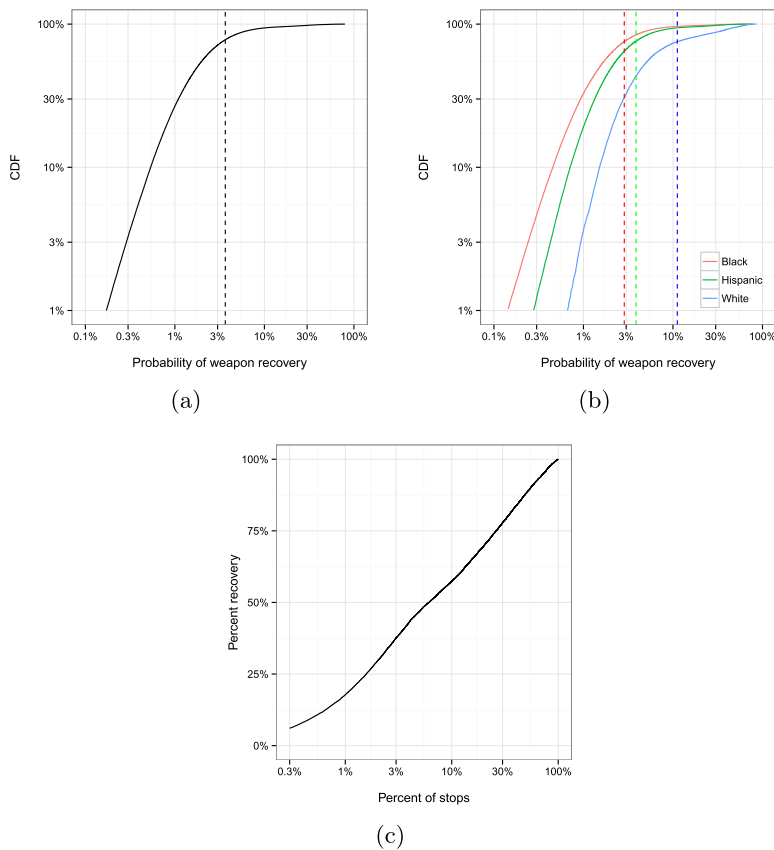 100%
30%
10%
3%
1%
CDF
0.1% 0.3% 1% 3% 10% 30% 100%
Probability of weapon recovery
(a)
100%
30%
10%
3%
1%
CDF
Black
Hispanic
White
0.1% 0.3% 1% 3% 10% 30% 100%
Probability of weapon recovery
(b)
100%
75%
50%
25%
0%
Percent recovery
0.3% 1% 3% 10% 30% 100%
Percent of stops
(c)